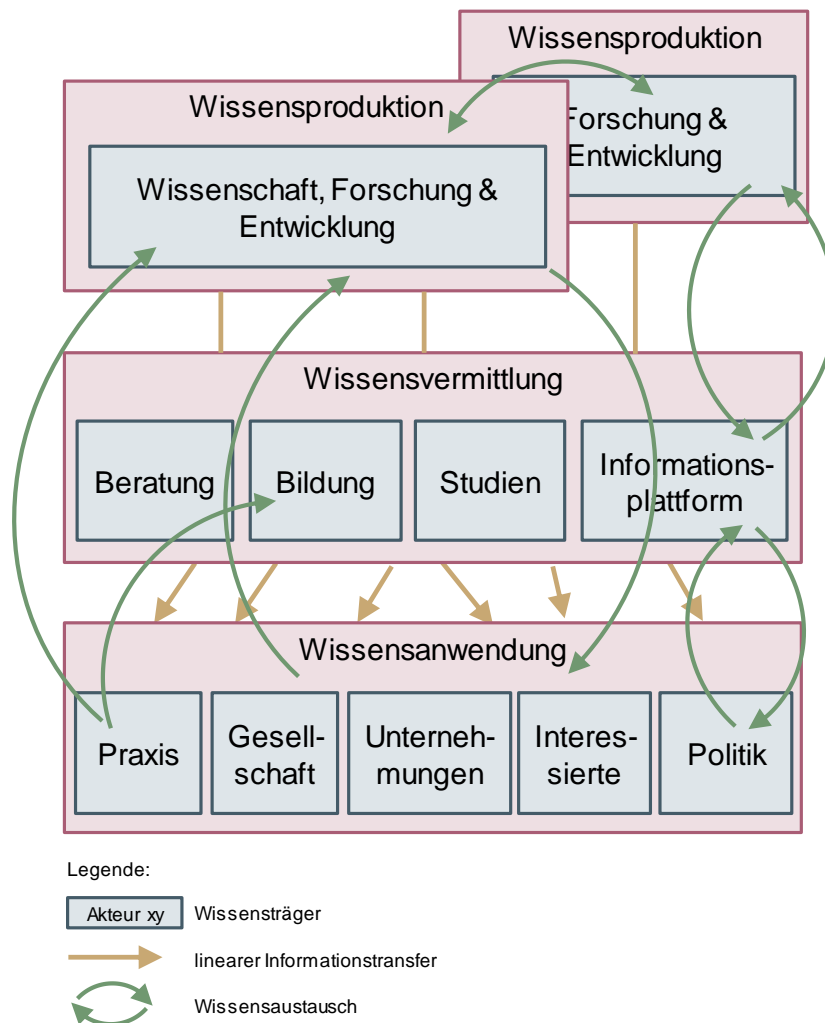 Wissensproduktion
Forschung &
Entwicklung
Wissensproduktion
Wissenschaft, Forschung &
Entwicklung
Wissensvermittlung
Beratung
Bildung
Studien
Informations-
plattform
Wissensanwendung
Praxis
Gesell-
schaft
Unterneh-
mungen
Interes-
sierte
Politik
Legende:
Akteur xy
Wissensträger
linearer Informationstransfer
Wissensaustausch